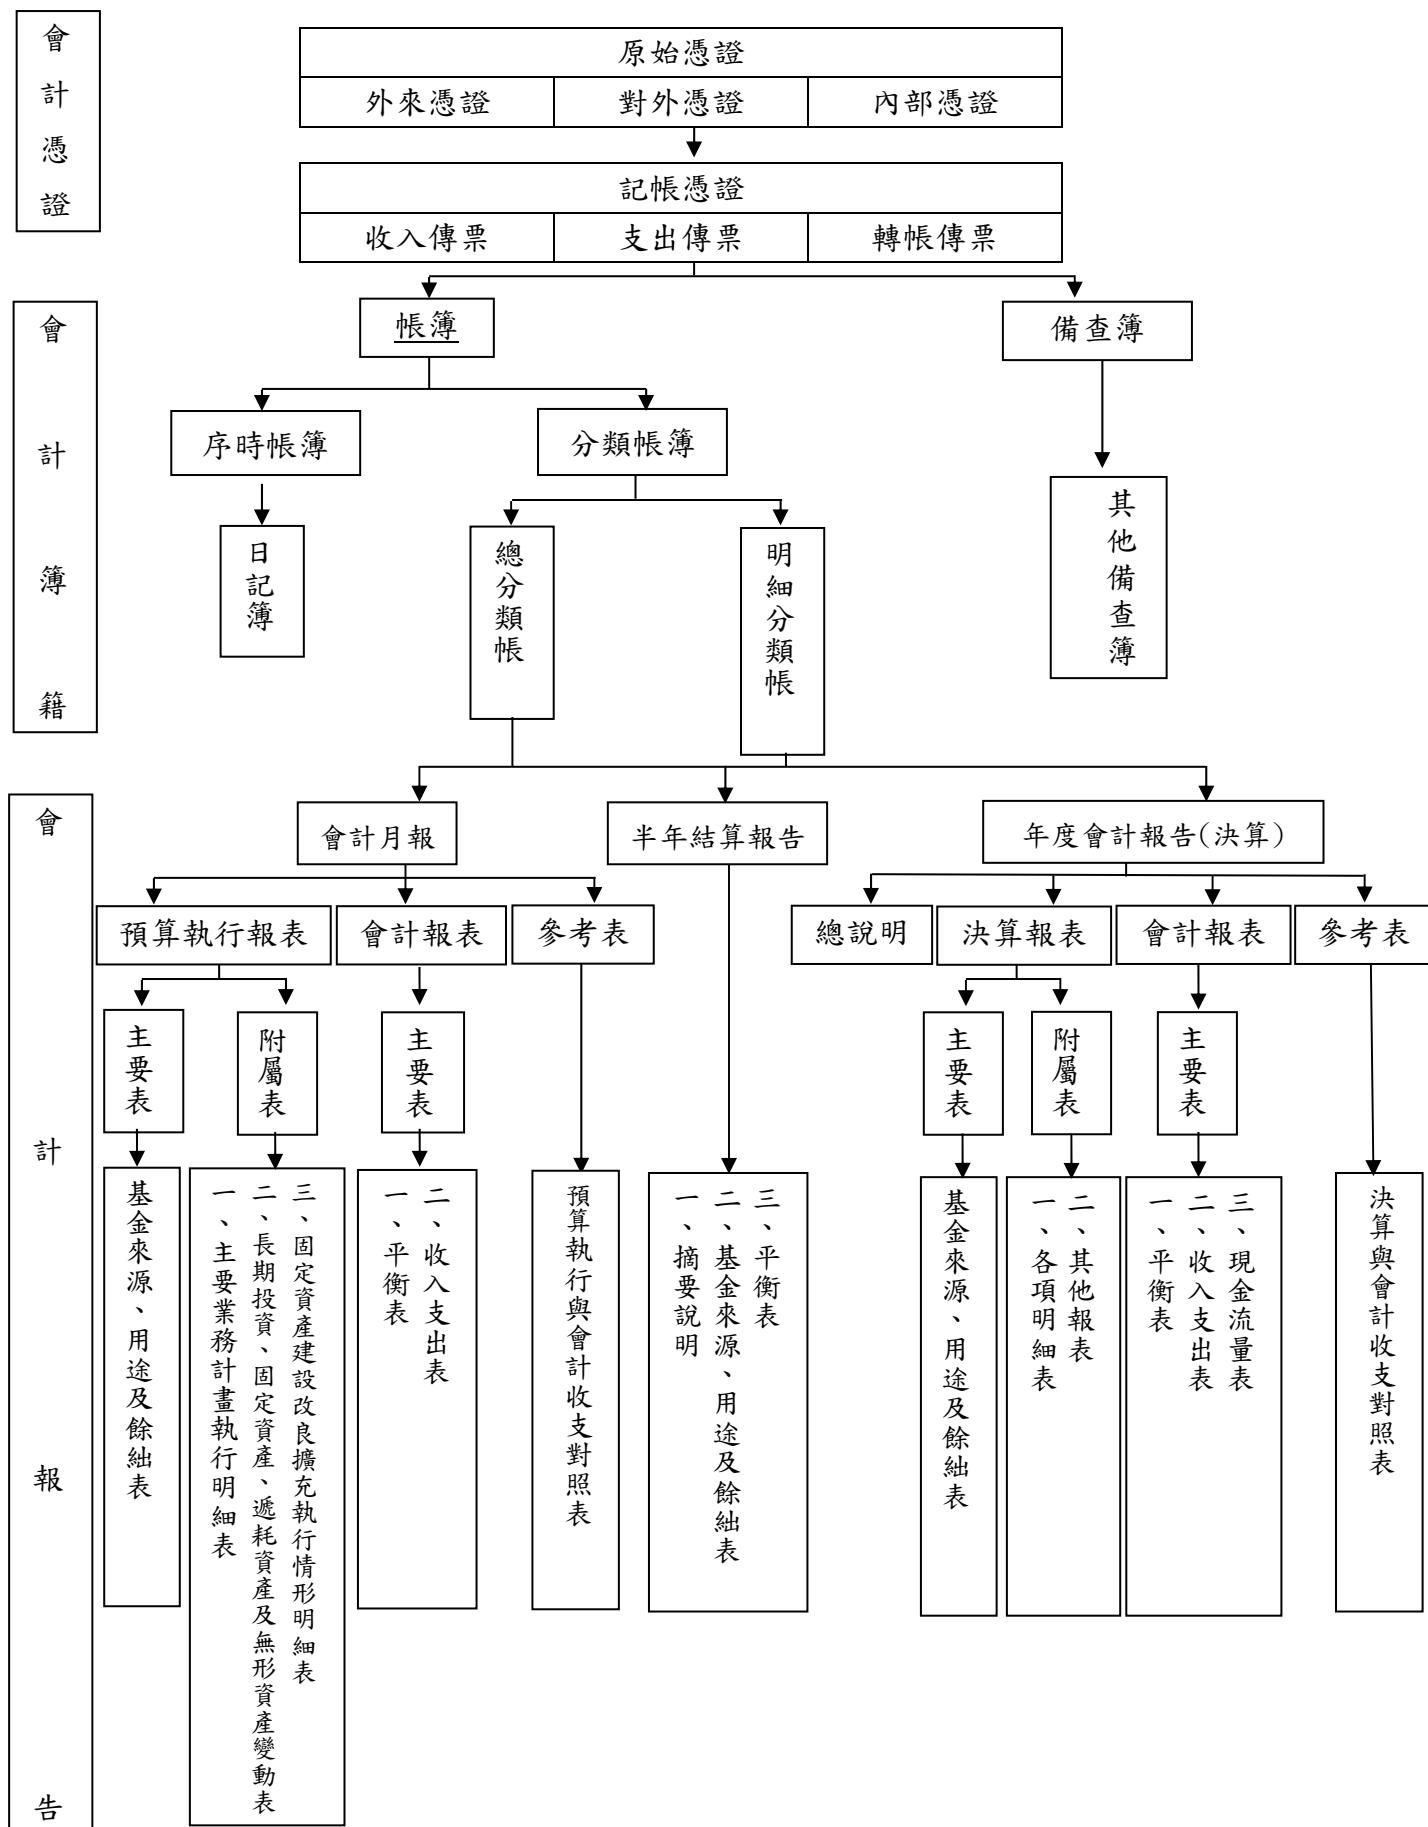 會計憑證
原始憑證
外來憑證
對外憑證
內部憑證
記帳憑證
收入傳票
支出傳票
轉帳傳票
會計簿籍
帳簿
備查簿
序時帳簿
分類帳簿
日記簿
總分類帳
明細分類帳
其他備查簿
會計報告
會計月報
半年結算報告
年度會計報告(決算)
預算執行報表
會計報表
參考表
總說明
決算報表
會計報表
參考表
主要表
附屬表
主要表
主要表
附屬表
主要表
基金來源、用途及餘絀表
一、主要業務計畫執行明細表
二、長期投資、固定資產、遞耗資產及無形資產變動表
三、固定資產建設改良擴充執行情形明細表
一、平衡表
二、收入支出表
預算執行與會計收支對照表
一、摘要說明
二、基金來源、用途及餘絀表
三、平衡表
基金來源、用途及餘絀表
一、各項明細表
二、其他報表
一、平衡表
二、收入支出表
三、現金流量表
決算與會計收支對照表